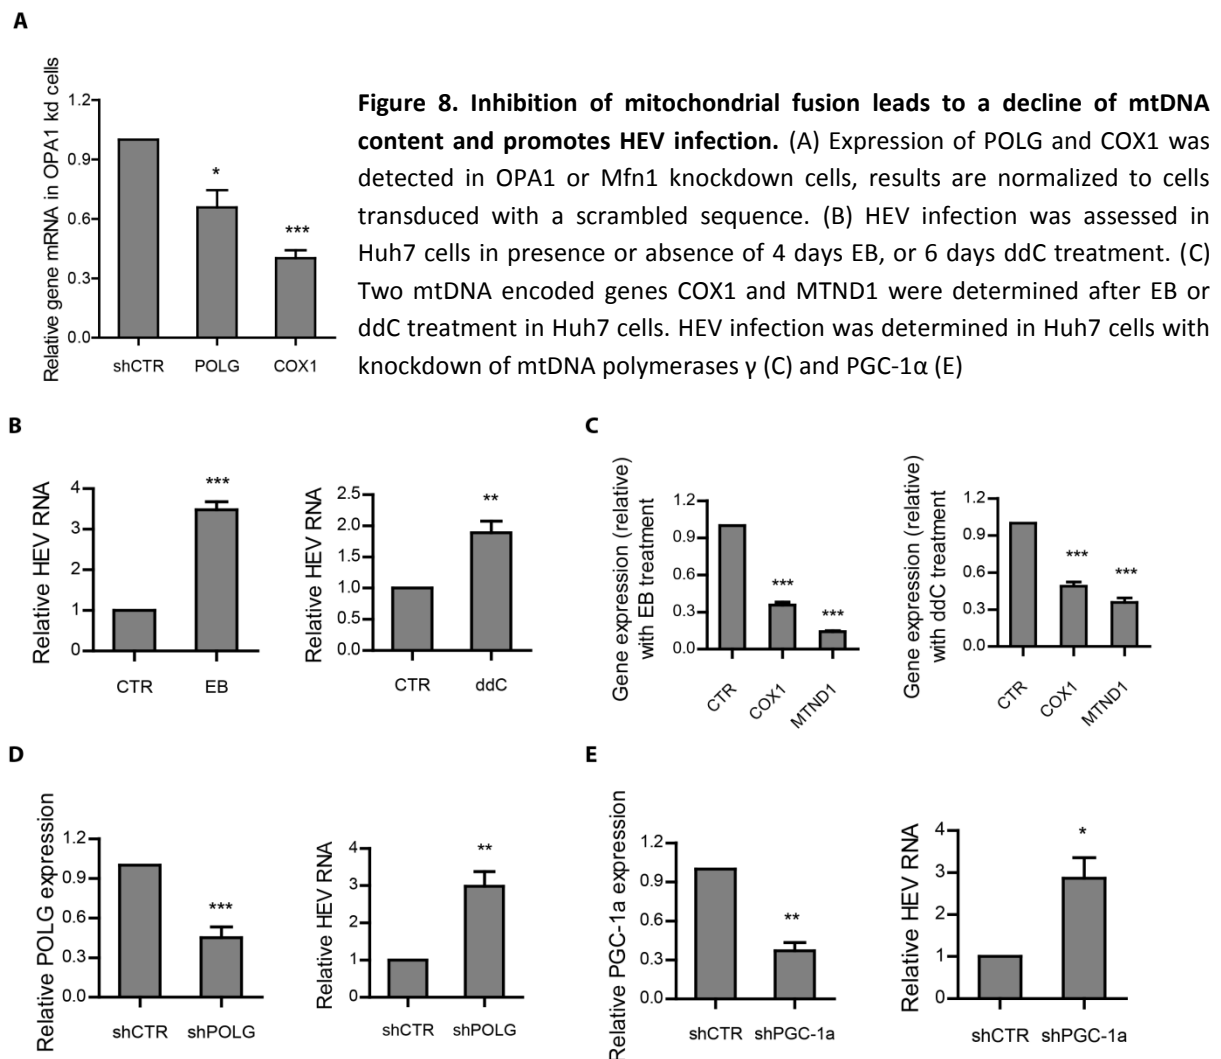 A
Relative gene mRNA in OPA1 kd cells
1.2
0.9
0.6
0.3
0.0
*
***
shCTR POLG COX1
Figure 8. Inhibition of mitochondrial fusion leads to a decline of mtDNA
content and promotes HEV infection. (A) Expression of POLG and COX1 was
detected in OPA1 or Mfn1 knockdown cells, results are normalized to cells
transduced with a scrambled sequence. (B) HEV infection was assessed in
Huh7 cells in presence or absence of 4 days EB, or 6 days ddC treatment. (C)
Two mtDNA encoded genes COX1 and MTND1 were determined after EB or
ddC treatment in Huh7 cells. HEV infection was determined in Huh7 cells with
knockdown of mtDNA polymerases γ (C) and PGC-1α (E)
B
Relative HEV RNA
4
3
2
1
0
***
CTR EB
Relative HEV RNA
2.5
2.0
1.5
1.0
0.5
0.0
**
CTR ddC
C
Gene expression (relative)
with EB treatment
1.2
0.9
0.6
0.3
0.0
***
***
CTR COX1 MTND1
Gene expression (relative)
with ddC treatment
1.2
0.9
0.6
0.3
0.0
***
***
CTR COX1 MTND1
D
Relative POLG expression
1.2
0.9
0.6
0.3
0.0
***
shCTR shPOLG
Relative HEV RNA
4
3
2
1
0
**
shCTR shPOLG
E
Relative PGC-1a expression
1.2
0.9
0.6
0.3
0.0
**
shCTR shPGC-1a
Relative HEV RNA
4
3
2
1
0
*
shCTR shPGC-1a